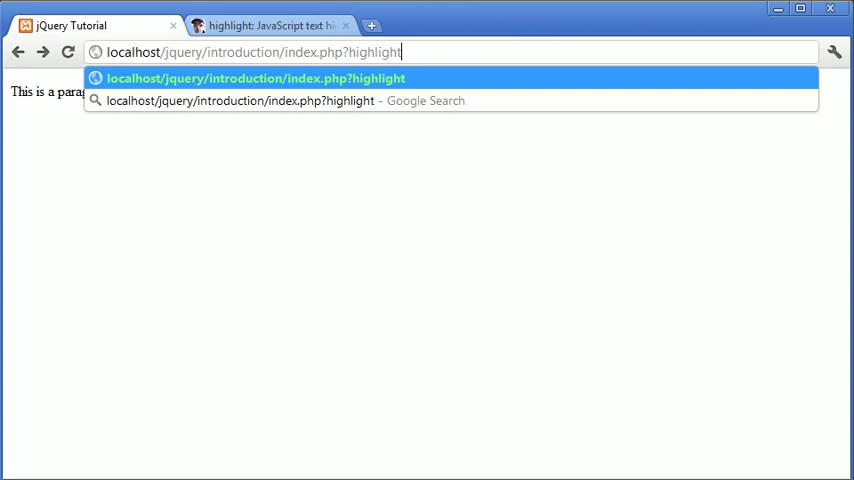 jQuery Tutorial
highlight: JavaScript text hi
localhost/jquery/introduction/index.php?highlight
localhost/jquery/introduction/index.php?highlight
localhost/jquery/introduction/index.php?highlight - Google Search
This is a para